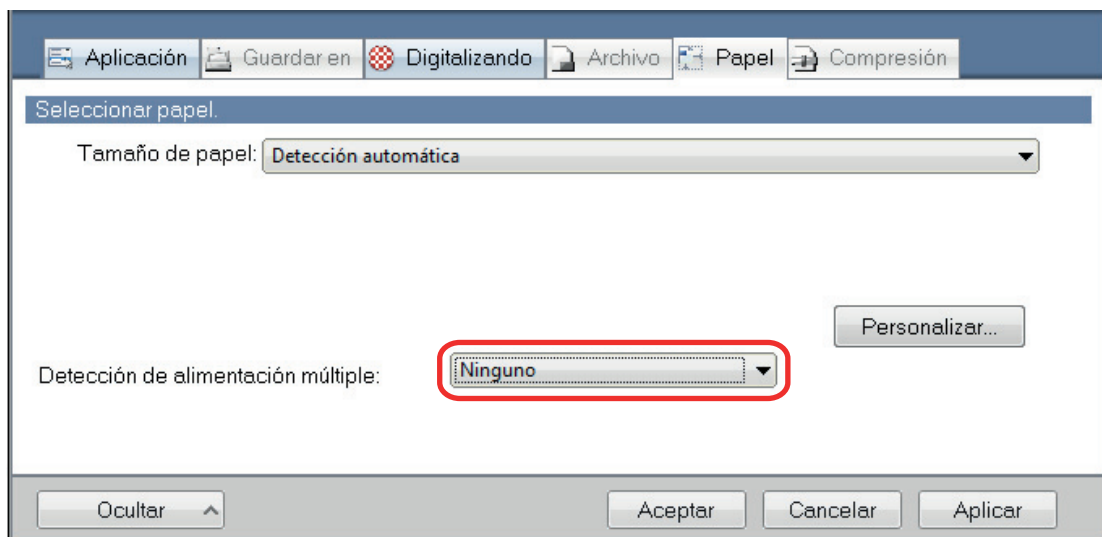 Aplicación Guardar en Digitalizando Archivo Papel Compresión
Seleccionar papel.
Tamaño de papel: Detección automática
Personalizar...
Detección de alimentación múltiple: Ninguno
Ocultar Aceptar Cancelar Aplicar